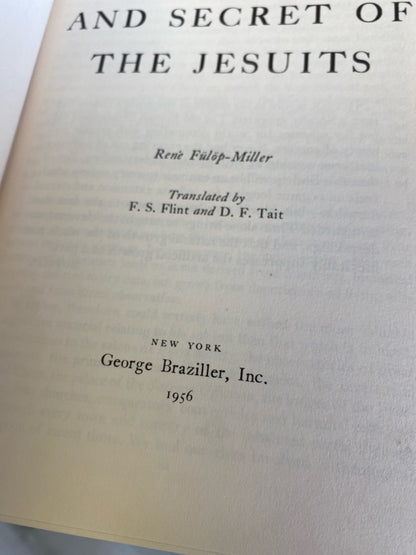 AND SECRET OF
THE JESUITS
René Fülöp-Miller
Translated by
F. S. Flint and D. F. Tait
NEW YORK
George Braziller, Inc.
1956